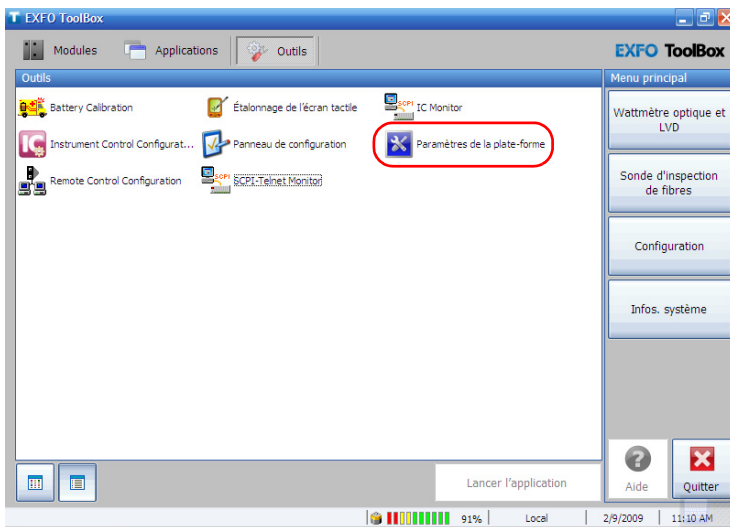 EXFO ToolBox
Modules Applications Outils EXFO ToolBox
Outils
Battery Calibration Étalonnage de l'écran tactile IC Monitor
Instrument Control Configurat... Panneau de configuration Paramètres de la plate-forme
Remote Control Configuration SCPI-Telnet Monitor
Menu principal
Wattmètre optique et
LVD
Sonde d'inspection
de fibres
Configuration
Infos. système
Lancer l'application
Aide Quitter
91% Local 2/9/2009 11:10 AM